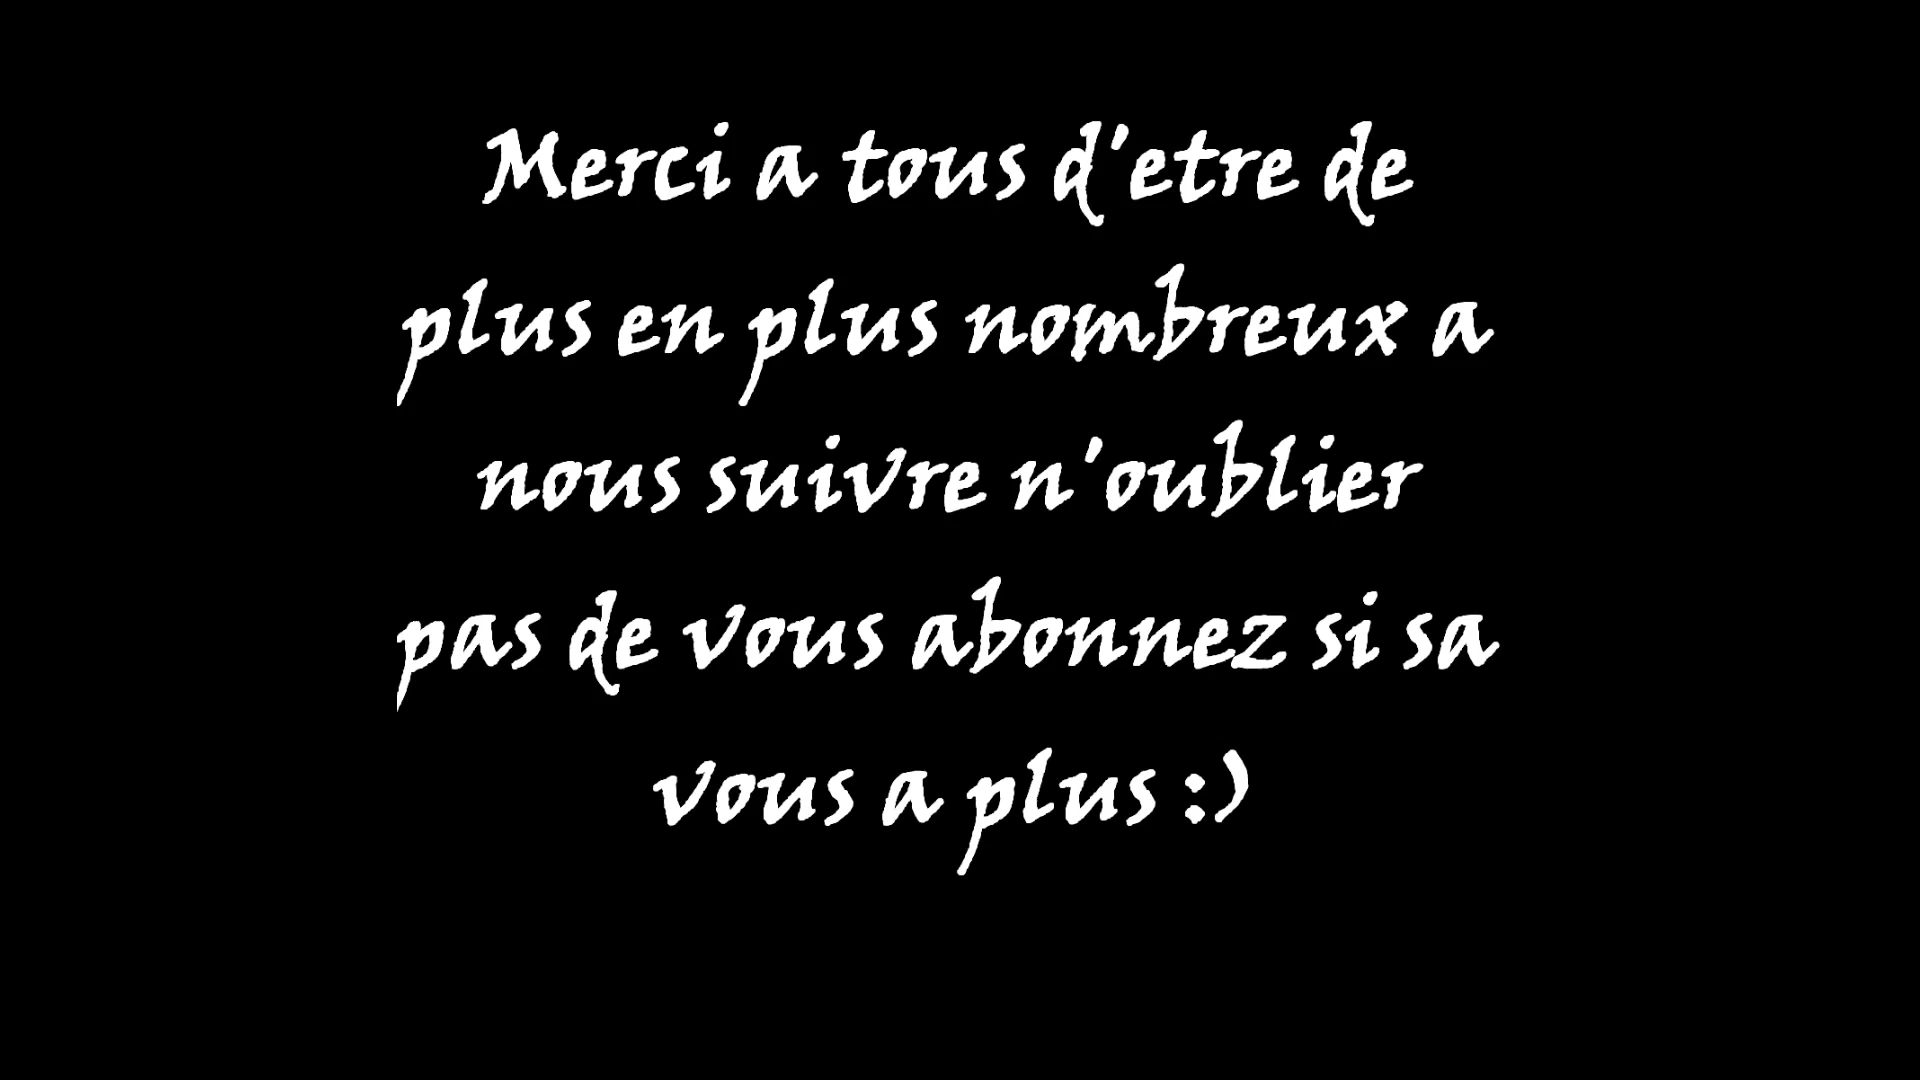 Merci a tous d'etre de
plus en plus nombreux a
nous suivre n'oublier
pas de vous abonnez si sa
vous a plus :)